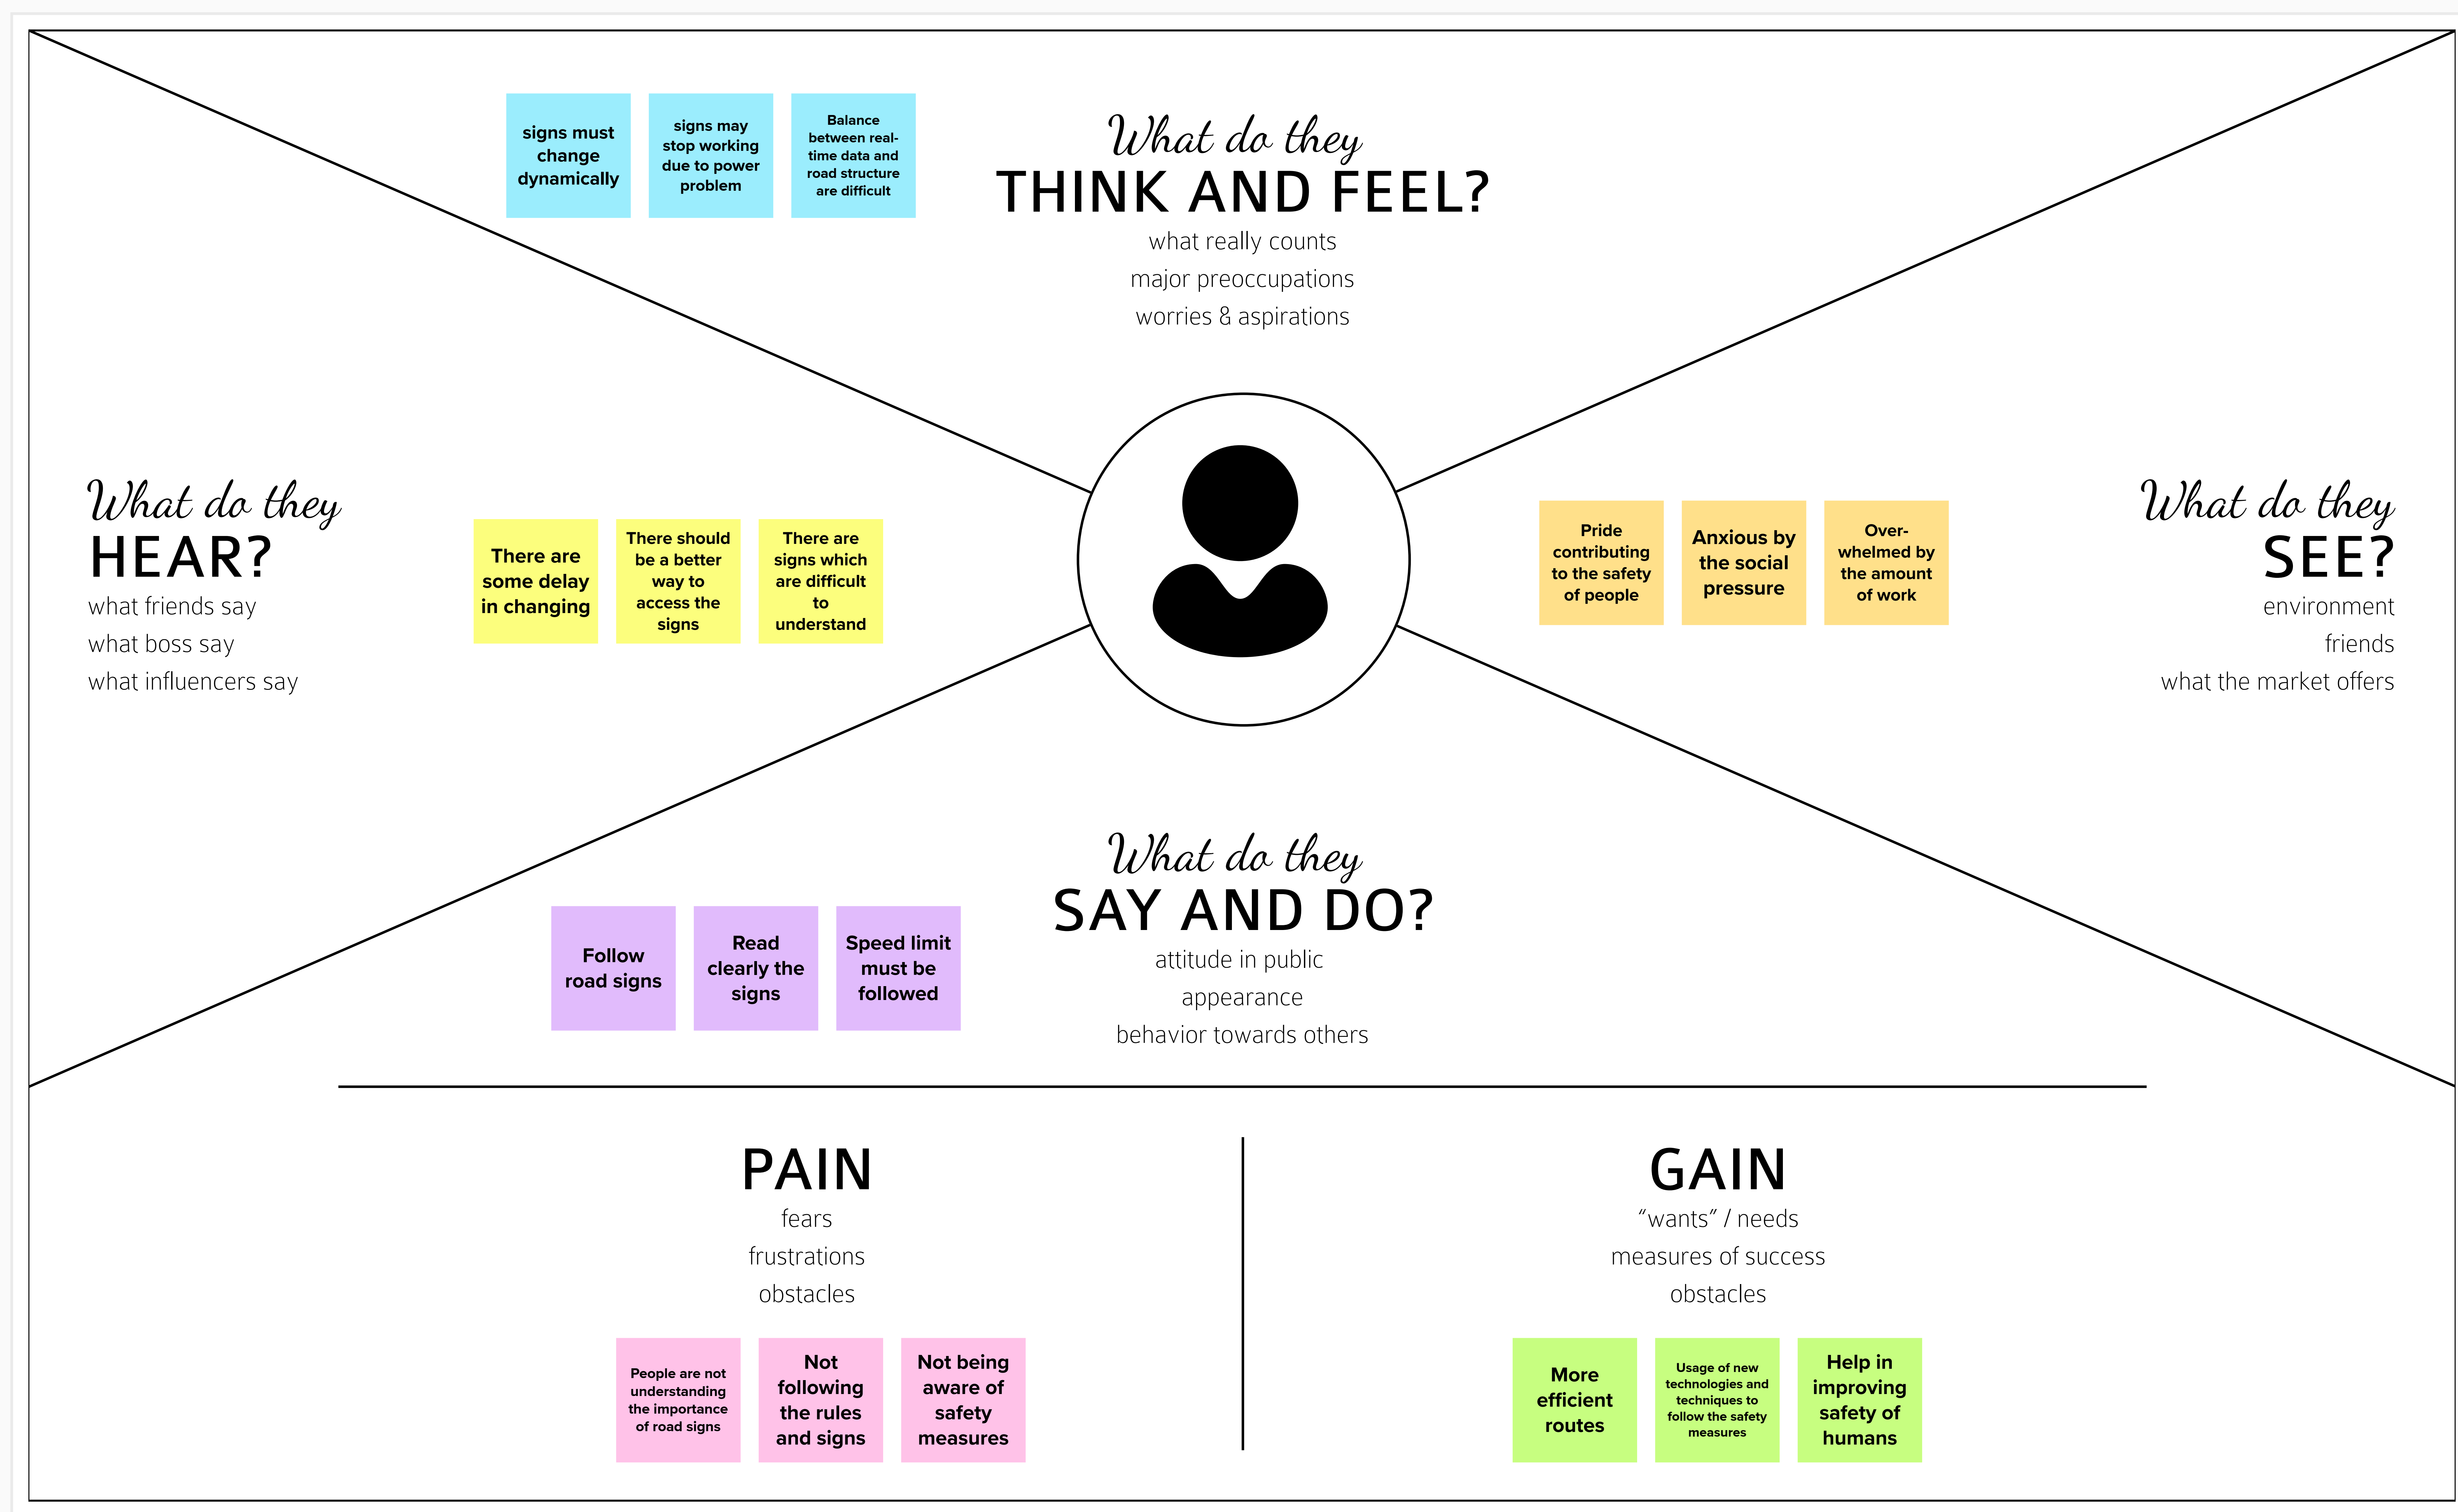 signs must
change
dynamically
signs may
stop working
due to power
problem
Balance
between real-
time data and
road structure
are difficult
What do they
THINK AND FEEL?
what really counts
major preoccupations
worries & aspirations
What do they
HEAR?
what friends say
what boss say
what influencers say
There are
some delay
in changing
There should
be a better
way to
access the
signs
There are
signs which
are difficult
to
understand
Pride
contributing
to the safety
of people
Anxious by
the social
pressure
Over-
whelmed by
the amount
of work
What do they
SEE?
environment
friends
what the market offers
What do they
SAY AND DO?
attitude in public
appearance
behavior towards others
Follow
road signs
Read
clearly the
signs
Speed limit
must be
followed
PAIN
fears
frustrations
obstacles
People are not
understanding
the importance
of road signs
Not
following
the rules
and signs
Not being
aware of
safety
measures
GAIN
“wants” / needs
measures of success
obstacles
More
efficient
routes
Usage of new
technologies and
techniques to
follow the safety
measures
Help in
improving
safety of
humans